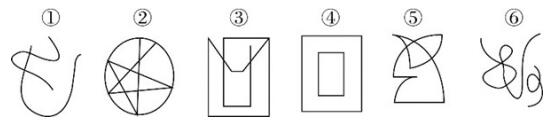 ① ② ③ ④ ⑤ ⑥